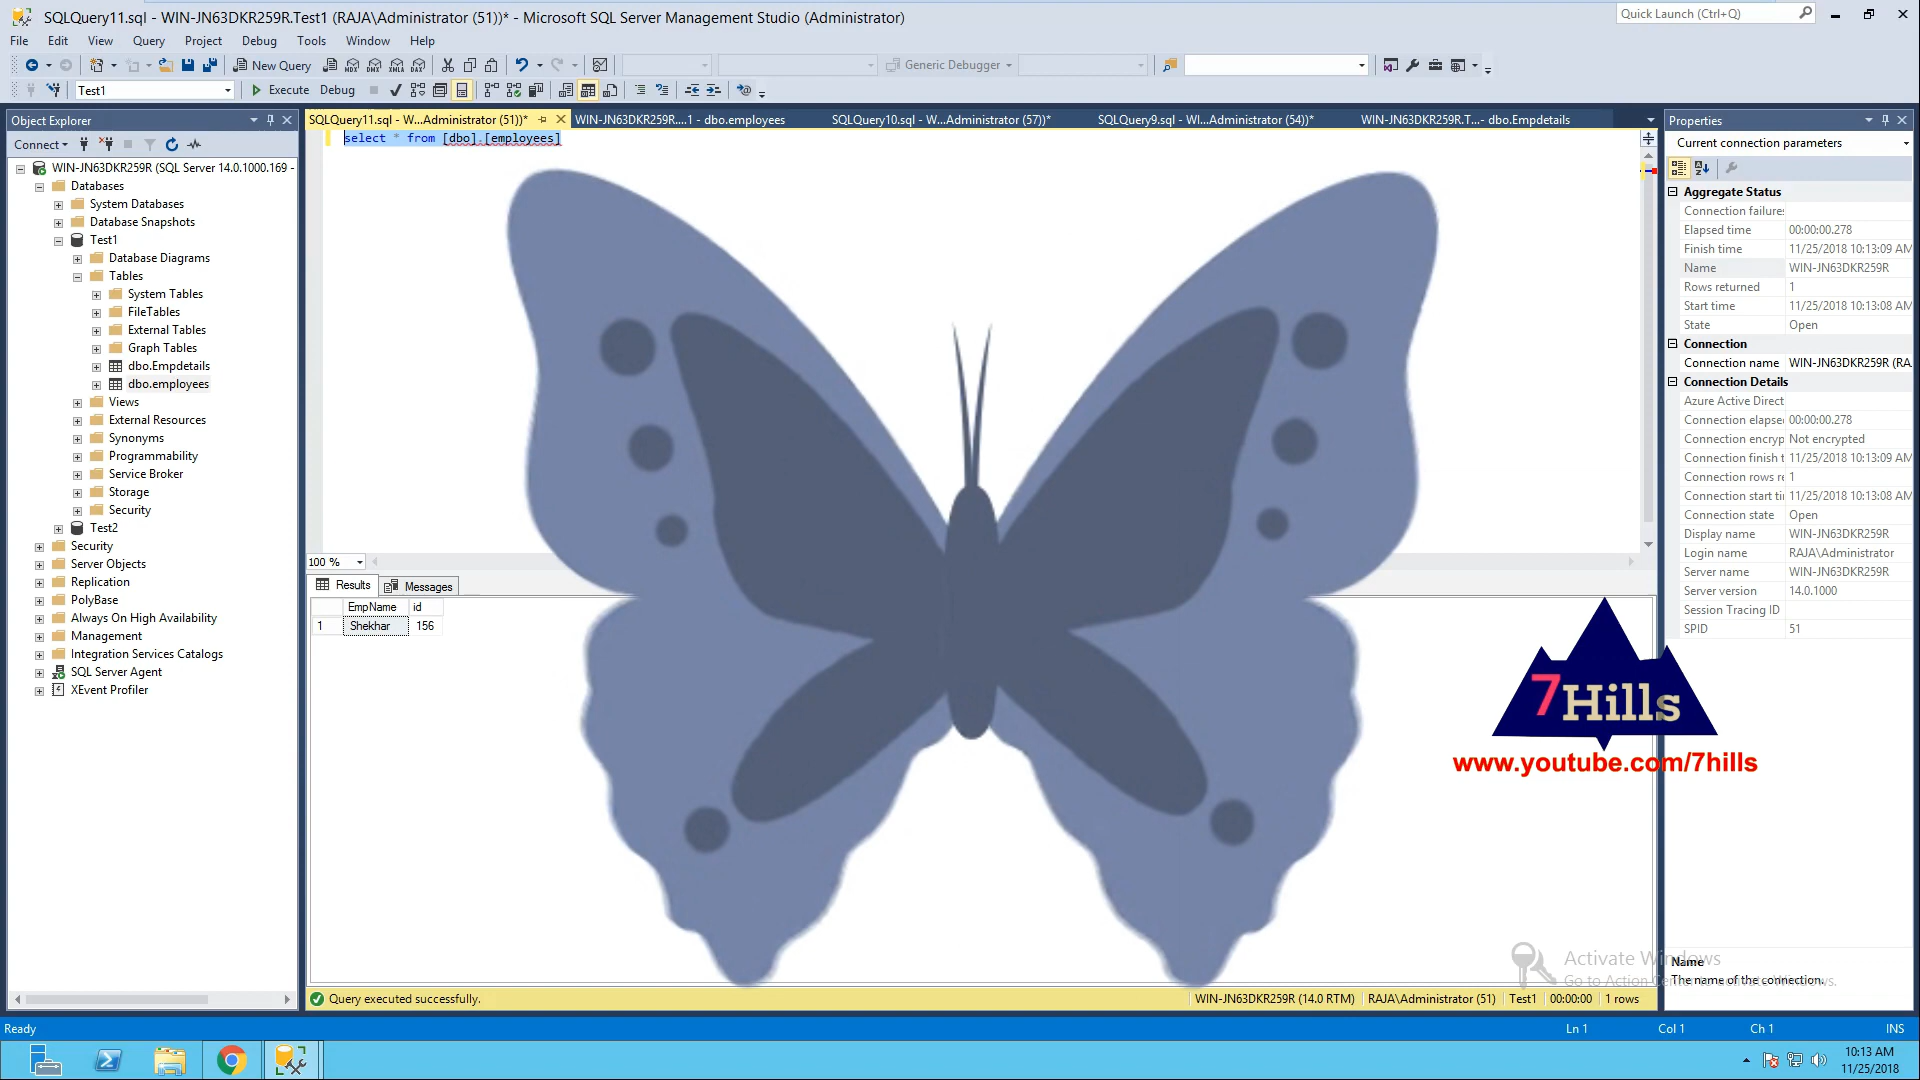 SQLQuery11.sql - WIN-JN63DKR259R.Test1 (RAJA\Administrator (51))* - Microsoft SQL Server Management Studio (Administrator)
Quick Launch (Ctrl+Q)
File Edit View Query Project Debug Tools Window Help
New Query
Generic Debugger
Test1
Execute Debug
Object Explorer
Connect
WIN-JN63DKR259R (SQL Server 14.0.1000.169 -
Databases
System Databases
Database Snapshots
Test1
Database Diagrams
Tables
System Tables
FileTables
External Tables
Graph Tables
dbo.Empdetails
dbo.employees
Views
External Resources
Synonyms
Programmability
Service Broker
Storage
Security
Test2
Security
Server Objects
Replication
PolyBase
Always On High Availability
Management
Integration Services Catalogs
SQL Server Agent
XEvent Profiler
SQLQuery11.sql - W...Administrator (51))* WIN-JN63DKR259R....1 - dbo.employees SQLQuery10.sql - W...Administrator (57))* SQLQuery9.sql - WI...Administrator (54))* WIN-JN63DKR259R.T...- dbo.Empdetails
select * from [dbo].[employees]
100 %
Results Messages
EmpName id
1 Shekhar 156
Query executed successfully.
WIN-JN63DKR259R (14.0 RTM) RAJA\Administrator (51) Test1 00:00:00 1 rows
Properties
Current connection parameters
Aggregate Status
Connection failures
Elapsed time 00:00:00.278
Finish time 11/25/2018 10:13:09 AM
Name WIN-JN63DKR259R
Rows returned 1
Start time 11/25/2018 10:13:08 AM
State Open
Connection
Connection name WIN-JN63DKR259R (RA
Connection Details
Azure Active Direct
Connection elapse 00:00:00.278
Connection encryp Not encrypted
Connection finish t 11/25/2018 10:13:09 AM
Connection rows re 1
Connection start ti 11/25/2018 10:13:08 AM
Connection state Open
Display name WIN-JN63DKR259R
Login name RAJA\Administrator
Server name WIN-JN63DKR259R
Server version 14.0.1000
Session Tracing ID
SPID 51
7Hills
www.youtube.com/7hills
Activate Windows
Go to Action Center to activate Windows.
Name
The name of the connection.
Ready
Ln 1 Col 1 Ch 1 INS
10:13 AM
11/25/2018